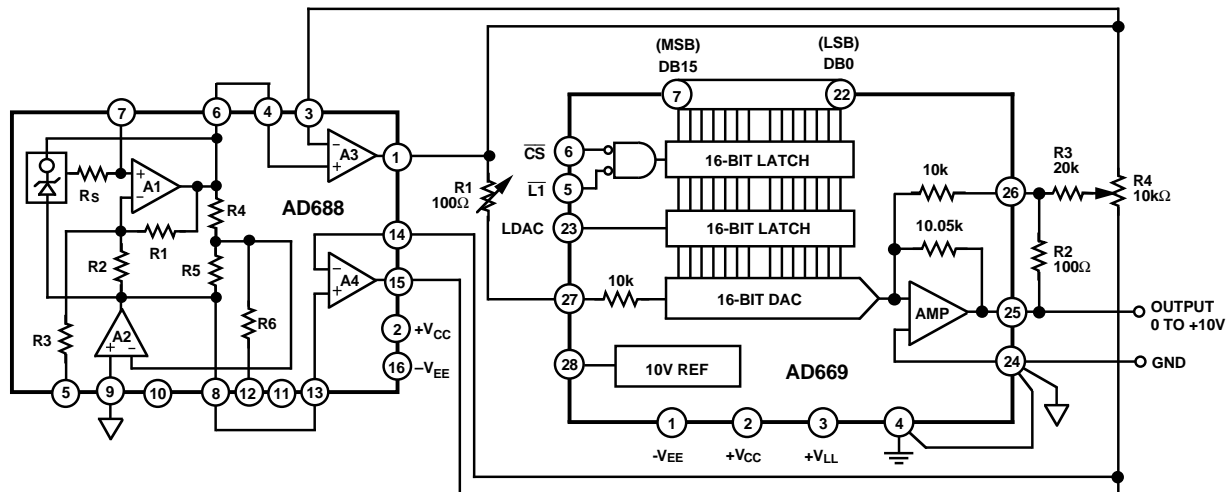 (MSB)
DB15
(LSB)
DB0
7
6
4
3
7
22
A3
1
RS
A1
R4
R1
AD688
R2
R5
R3
A2
R6
A4
14
15
2
+VCC
16
–VEE
5
9
10
8
12
11
13
R1
100Ω
CS
6
L1
5
LDAC
23
27
10k
28
16-BIT LATCH
16-BIT LATCH
16-BIT DAC
10V REF
AD669
10k
10.05k
AMP
26
25
24
R3
20k
R4
10kΩ
R2
100Ω
OUTPUT
0 TO +10V
GND
1
2
3
4
-VEE
+VCC
+VLL